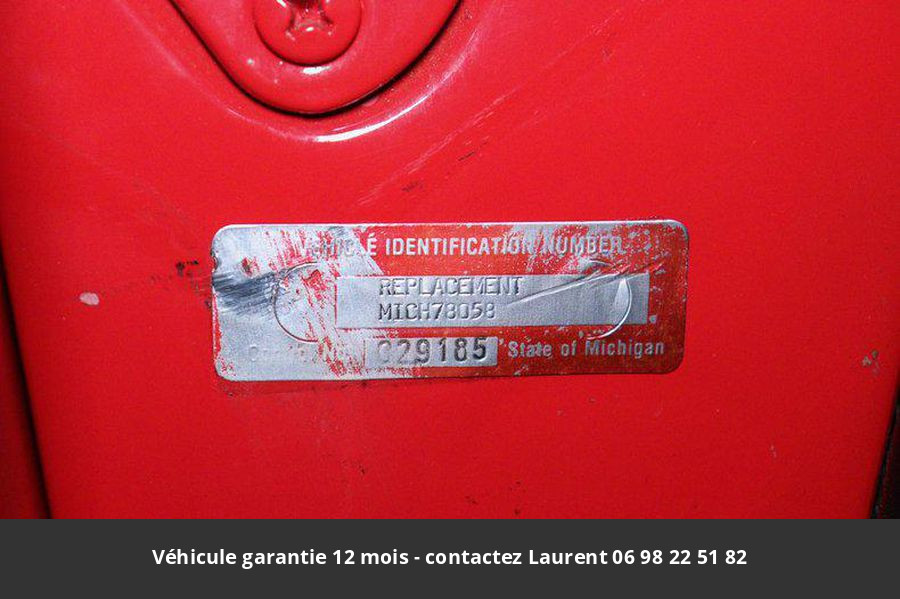 VEHICLE IDENTIFICATION NUMBER
REPLACEMENT
MICH78058
029185 State of Michigan
Véhicule garantie 12 mois - contactez Laurent 06 98 22 51 82